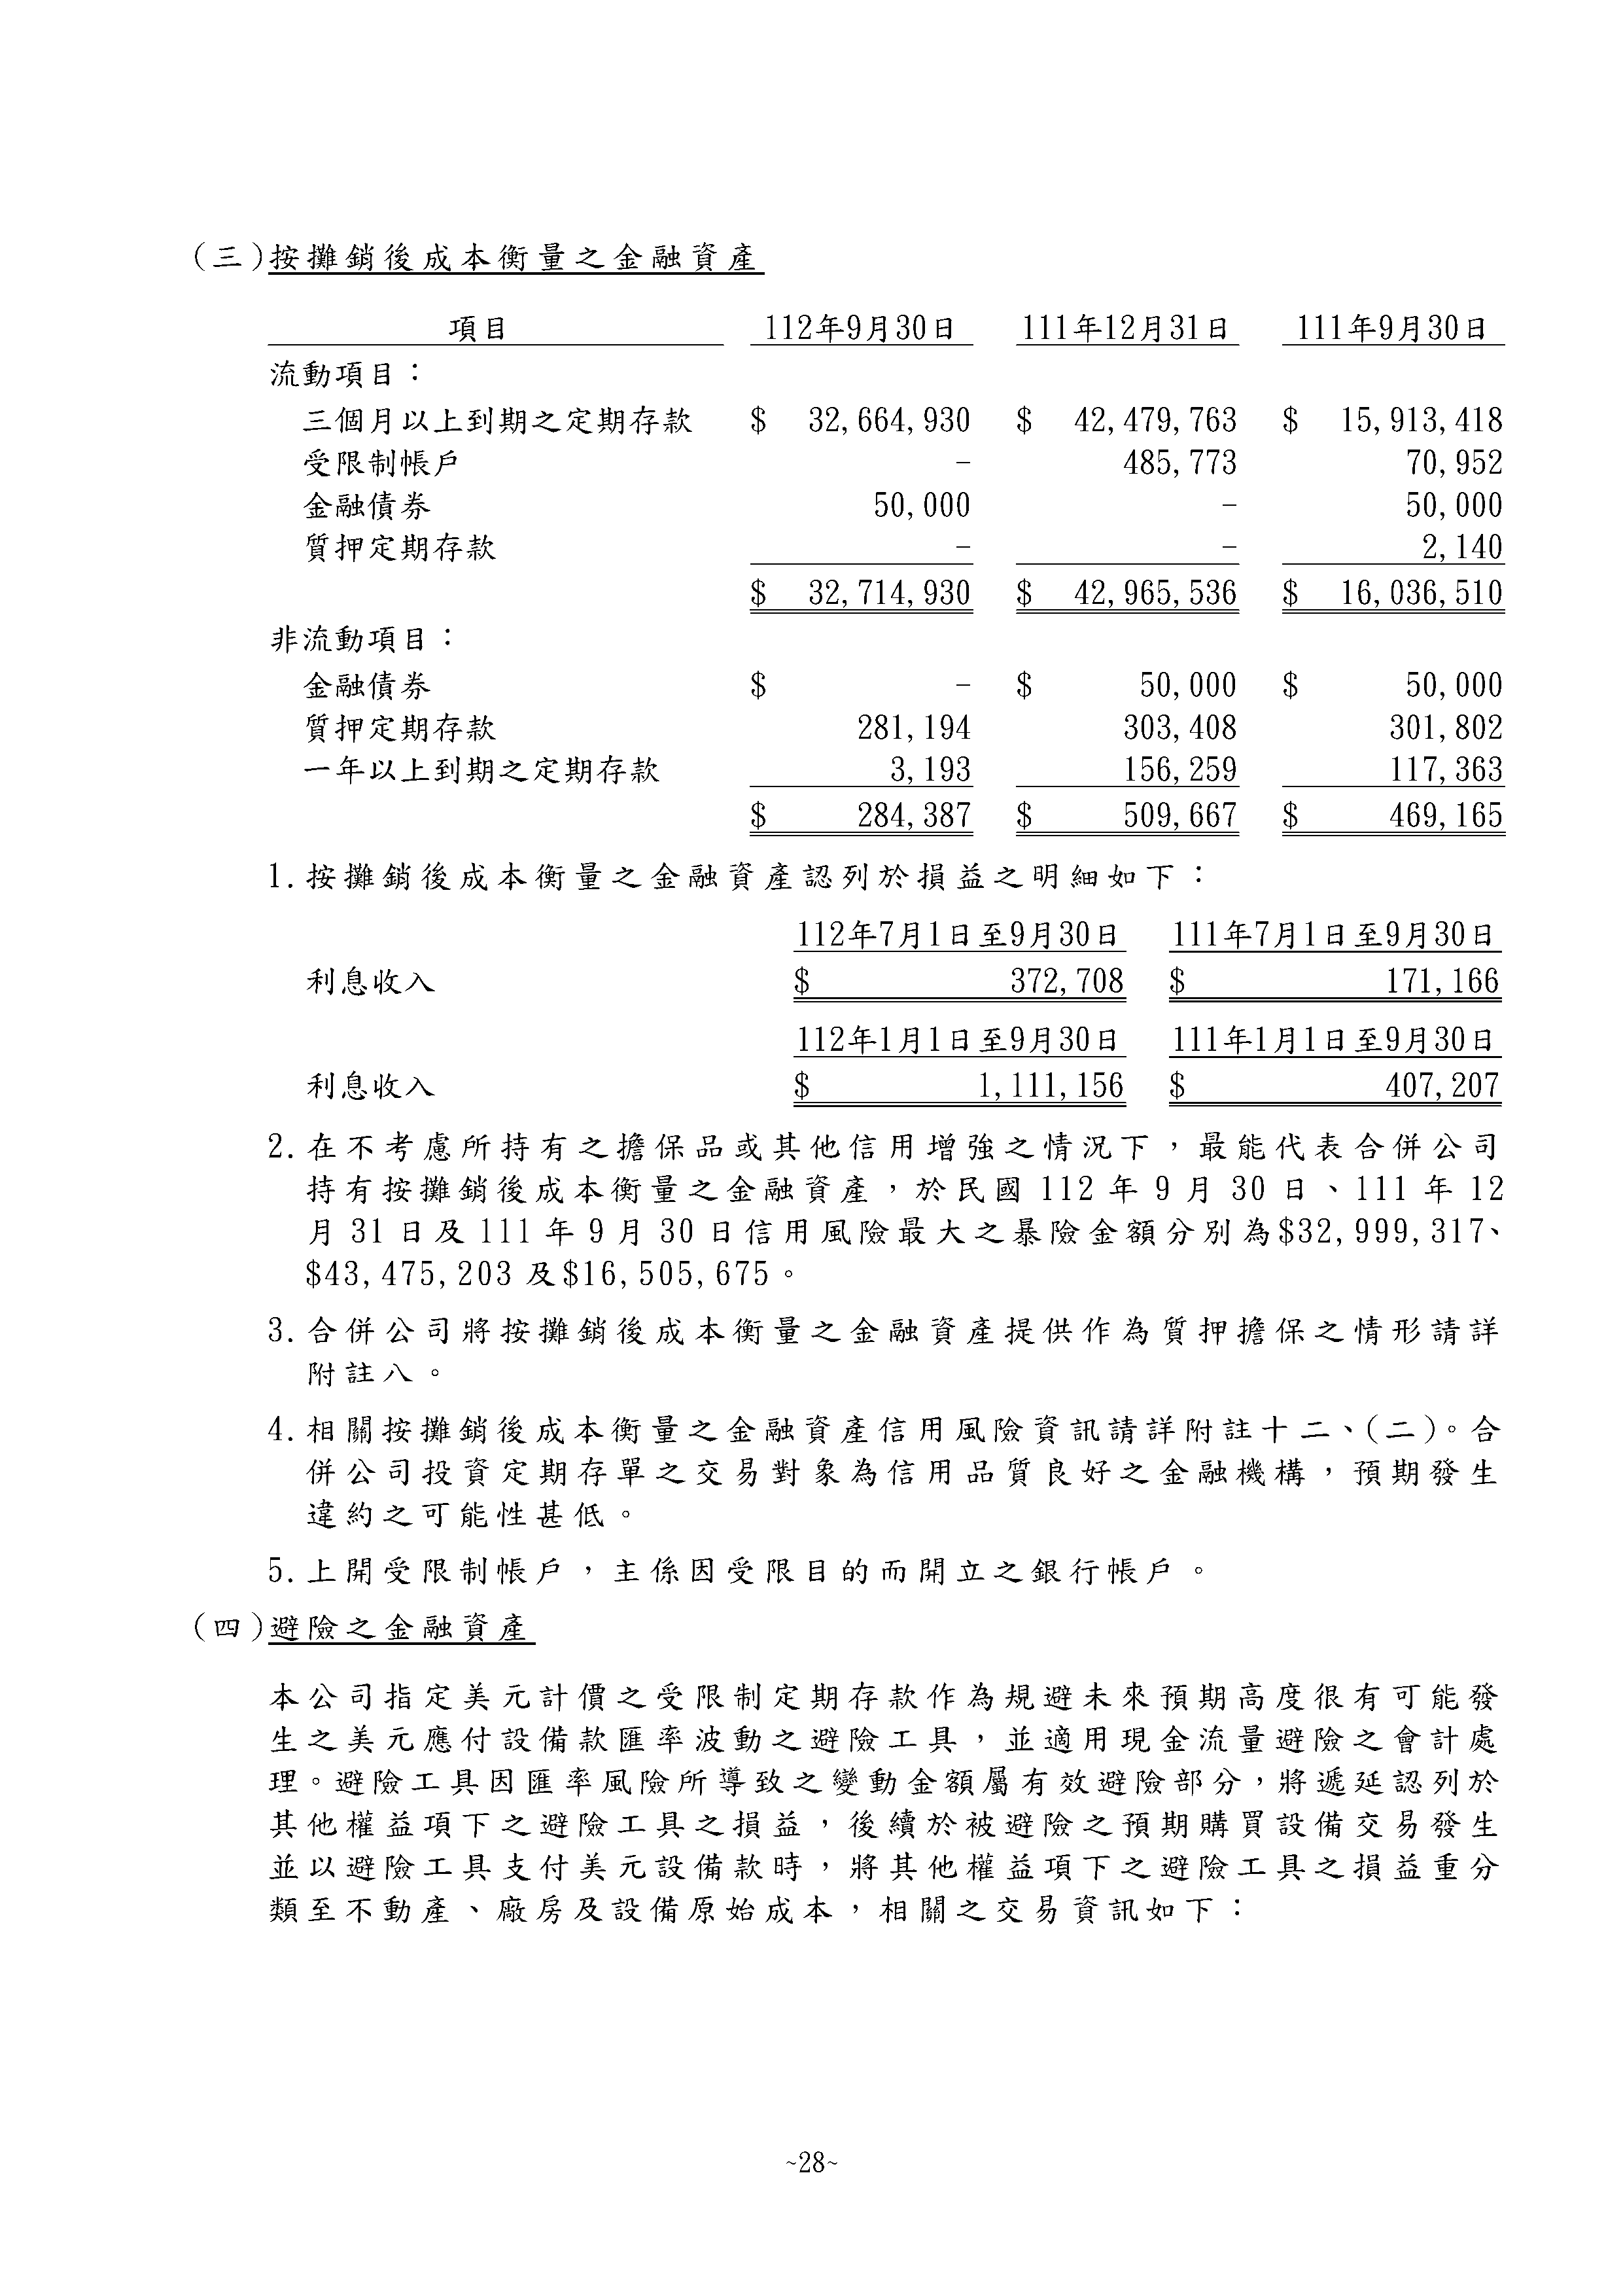 (三)按攤銷後成本衡量之金融資產
項目 112年9月30日 111年12月31日 111年9月30日
流動項目：
三個月以上到期之定期存款 $ 32,664,930 $ 42,479,763 $ 15,913,418
受限制帳戶 - 485,773 70,952
金融債券 50,000 - 50,000
質押定期存款 - - 2,140
$ 32,714,930 $ 42,965,536 $ 16,036,510
非流動項目：
金融債券 $ - $ 50,000 $ 50,000
質押定期存款 281,194 303,408 301,802
一年以上到期之定期存款 3,193 156,259 117,363
$ 284,387 $ 509,667 $ 469,165
1.按攤銷後成本衡量之金融資產認列於損益之明細如下：
112年7月1日至9月30日 111年7月1日至9月30日
利息收入 $ 372,708 $ 171,166
112年1月1日至9月30日 111年1月1日至9月30日
利息收入 $ 1,111,156 $ 407,207
2.在不考慮所持有之擔保品或其他信用增強之情況下，最能代表合併公司
持有按攤銷後成本衡量之金融資產，於民國 112 年 9 月 30 日、111 年 12
月 31 日及 111 年 9 月 30 日信用風險最大之暴險金額分別為$32,999,317、
$43,475,203 及$16,505,675。
3.合併公司將按攤銷後成本衡量之金融資產提供作為質押擔保之情形請詳
附註八。
4.相關按攤銷後成本衡量之金融資產信用風險資訊請詳附註十二、(二)。合
併公司投資定期存單之交易對象為信用品質良好之金融機構，預期發生
違約之可能性甚低。
5.上開受限制帳戶，主係因受限目的而開立之銀行帳戶。
(四)避險之金融資產
本公司指定美元計價之受限制定期存款作為規避未來預期高度很有可能發
生之美元應付設備款匯率波動之避險工具，並適用現金流量避險之會計處
理。避險工具因匯率風險所導致之變動金額屬有效避險部分，將遞延認列於
其他權益項下之避險工具之損益，後續於被避險之預期購買設備交易發生
並以避險工具支付美元設備款時，將其他權益項下之避險工具之損益重分
類至不動產、廠房及設備原始成本，相關之交易資訊如下：
~28~